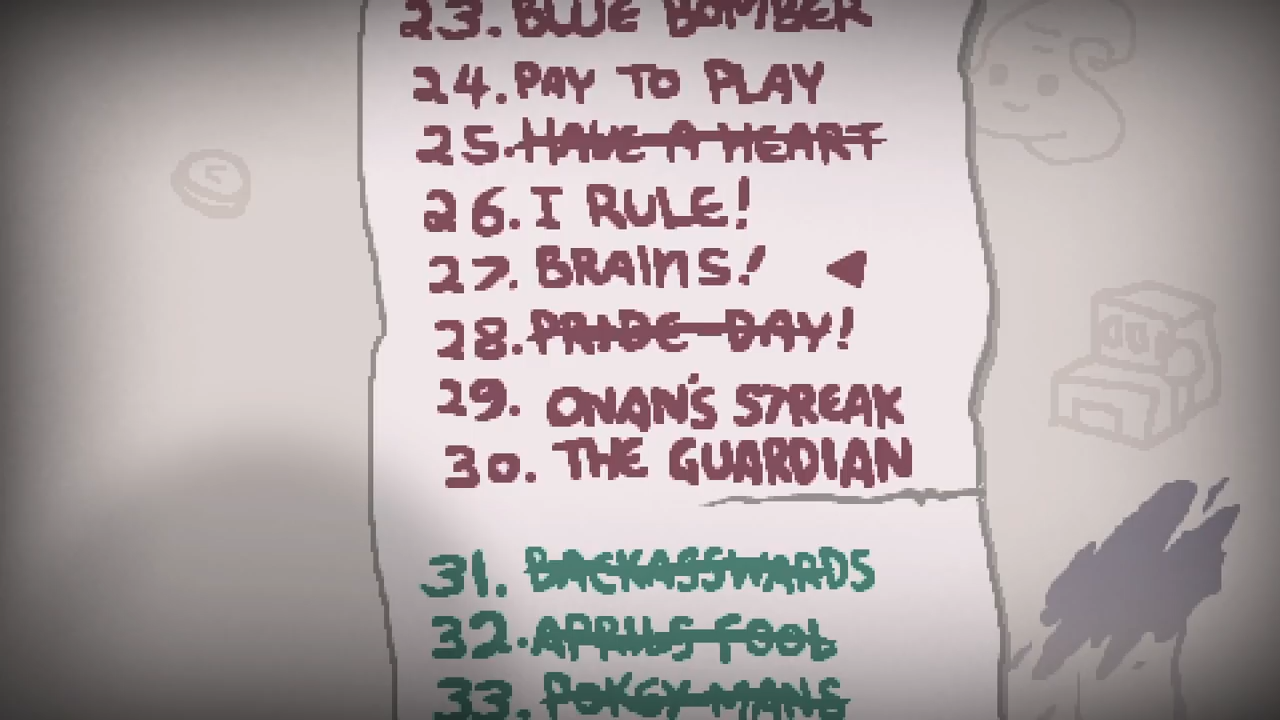 23. BLUE BOMBER
24. PAY TO PLAY
25. HAVE A HEART
26. I RULE!
27. BRAINS!
28. PRIDE DAY!
29. ONAN'S STREAK
30. THE GUARDIAN
31. BACKASSWARDS
32. APRILS FOOL
33. POKEY MANS